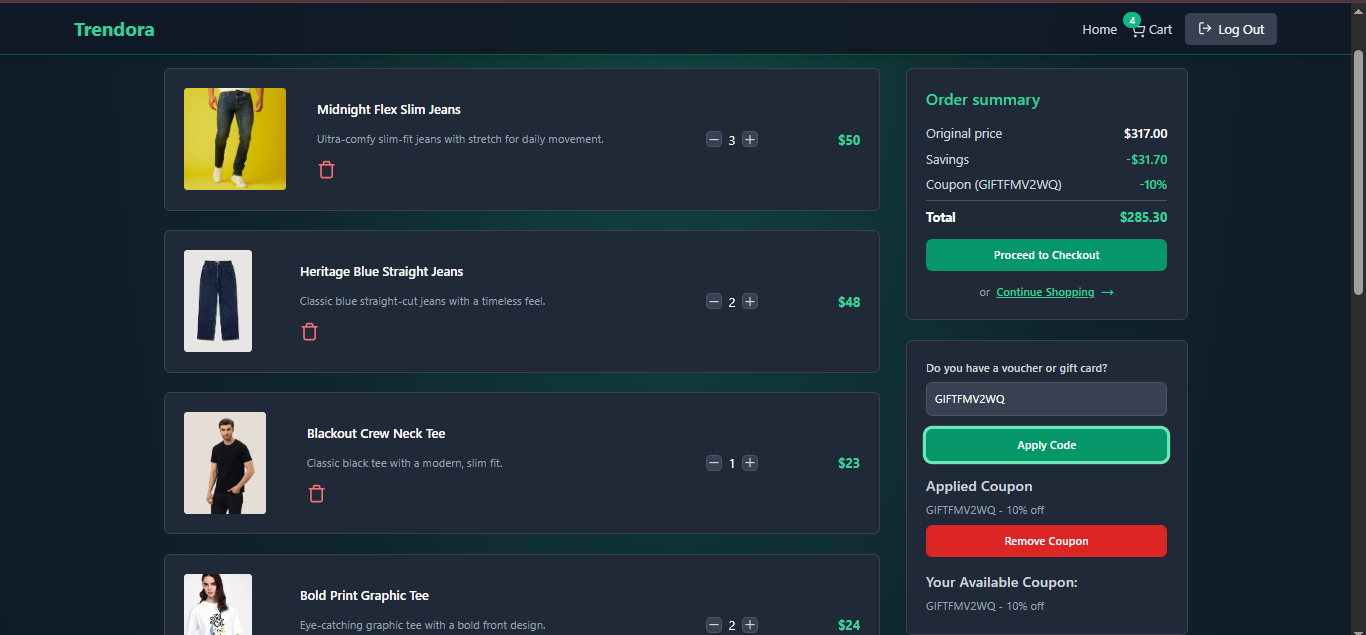 Trendora
Home
4
Cart
Log Out
Midnight Flex Slim Jeans
Ultra-comfy slim-fit jeans with stretch for daily movement.
3
$50
Heritage Blue Straight Jeans
Classic blue straight-cut jeans with a timeless feel.
2
$48
Blackout Crew Neck Tee
Classic black tee with a modern, slim fit.
1
$23
Bold Print Graphic Tee
Eye-catching graphic tee with a bold front design.
2
$24
Order summary
Original price $317.00
Savings -$31.70
Coupon (GIFTFMV2WQ) -10%
Total $285.30
Proceed to Checkout
or Continue Shopping →
Do you have a voucher or gift card?
GIFTFMV2WQ
Apply Code
Applied Coupon
GIFTFMV2WQ - 10% off
Remove Coupon
Your Available Coupon:
GIFTFMV2WQ - 10% off